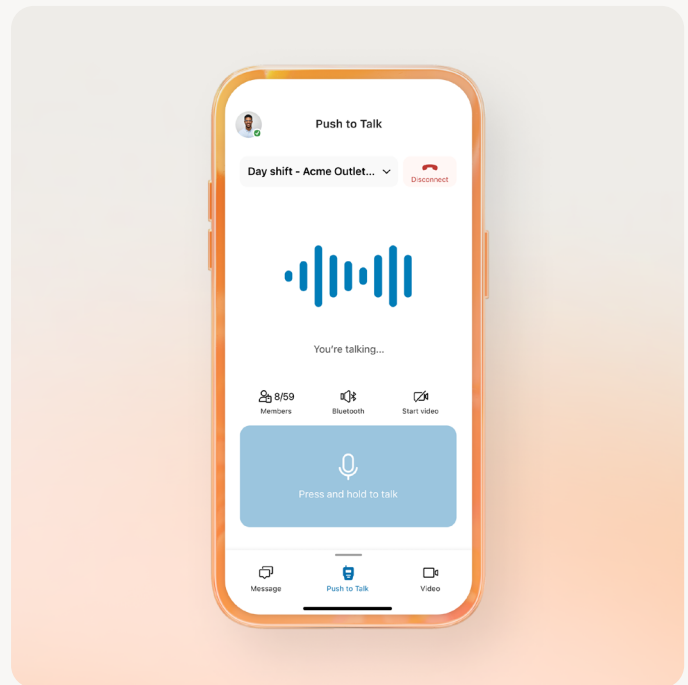 Push to Talk
Day shift - Acme Outlet...
Disconnect
You're talking...
8/59
Members
Bluetooth
Start video
Press and hold to talk
Message
Push to Talk
Video